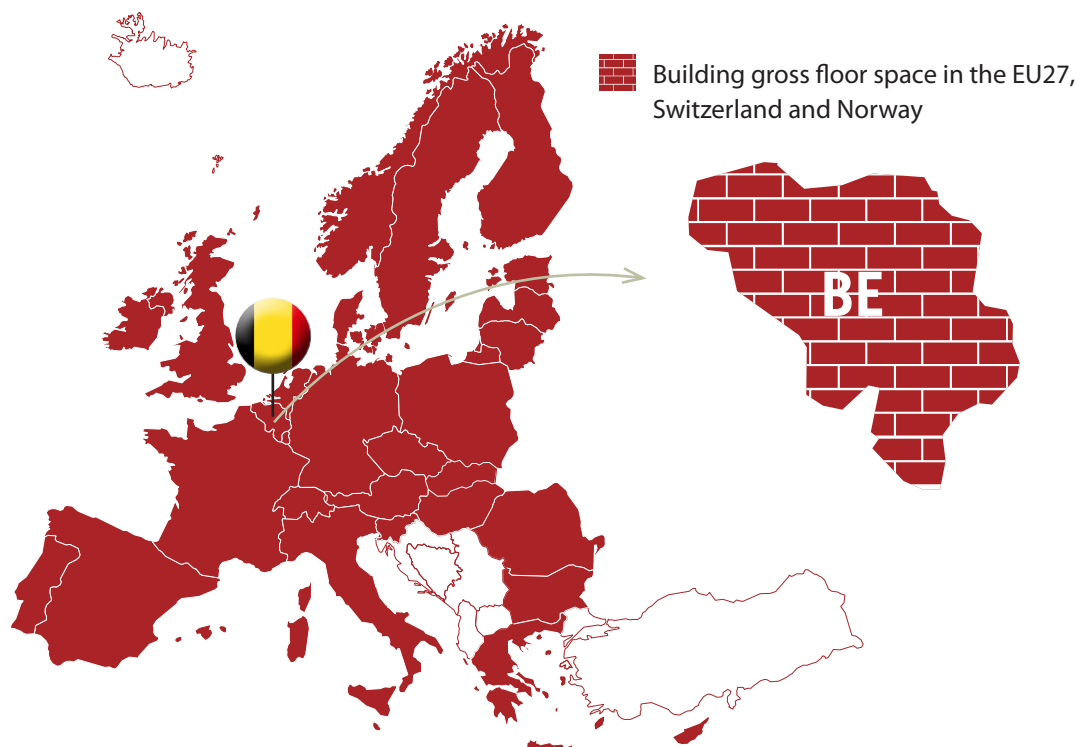 Building gross floor space in the EU27,
Switzerland and Norway
BE